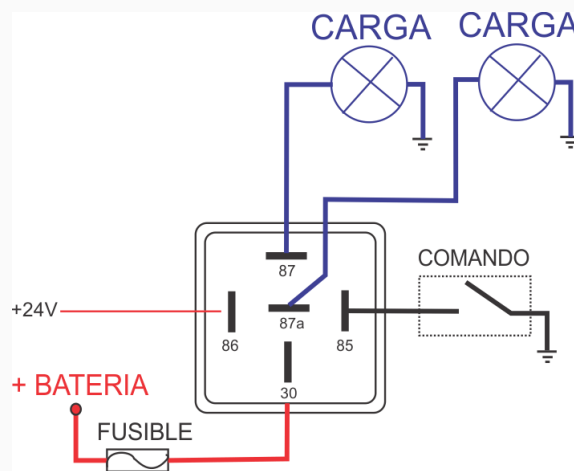 CARGA
CARGA
87
COMANDO
+24V
87a
86
85
+ BATERIA
30
FUSIBLE